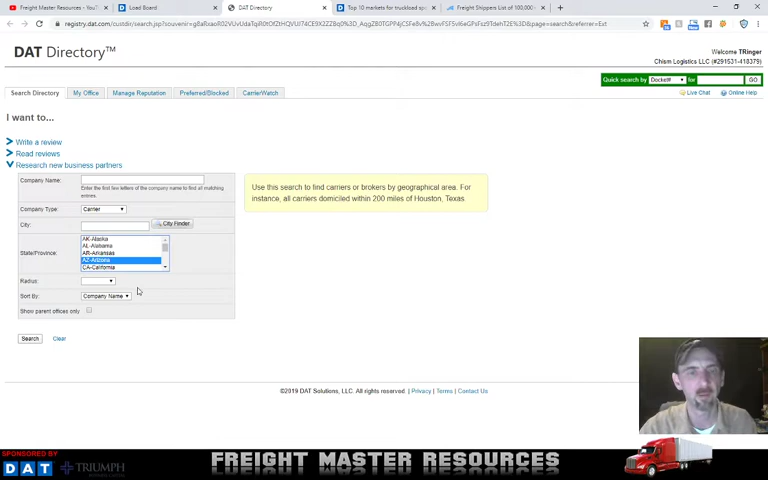 Freight Master Resources - You
Load Board
DAT Directory
Top 10 markets for truckload sp
Freight Shippers List of 100,000
DAT Directory™
Welcome TRinger
Chism Logistics LLC (#291531-418379)
Quick search by Docket# for GO
Live Chat Online Help
Search Directory My Office Manage Reputation Preferred/Blocked CarrierWatch
I want to...
Write a review
Read reviews
Research new business partners
Company Name:
Enter the first few letters of the company name to find all matching
entries.
Use this search to find carriers or brokers by geographical area. For
instance, all carriers domiciled within 200 miles of Houston, Texas.
Company Type: Carrier
City: City Finder
AK-Alaska
AL-Alabama
State/Province: AR-Arkansas
AZ-Arizona
CA-California
Radius:
Sort By: Company Name
Show parent offices only
Search Clear
©2019 DAT Solutions, LLC. All rights reserved | Privacy | Terms | Contact Us
SPONSORED BY
DAT TRIUMPH
FREIGHT MASTER RESOURCES